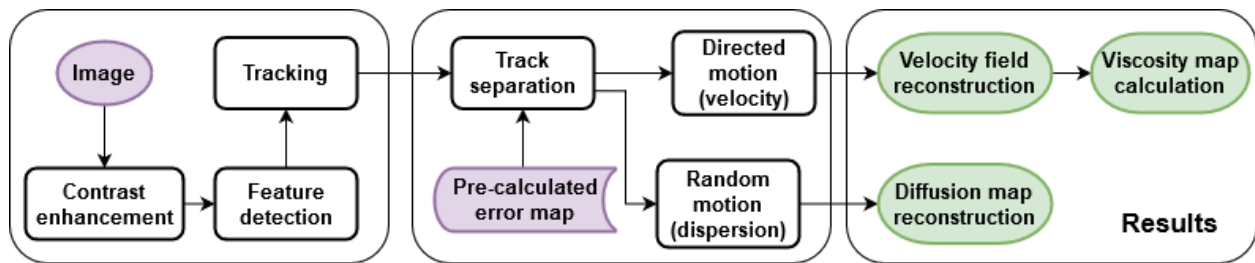 Image
Contrast
enhancement
Feature
detection
Tracking
Track
separation
Pre-calculated
error map
Directed
motion
(velocity)
Random
motion
(dispersion)
Velocity field
reconstruction
Viscosity map
calculation
Diffusion map
reconstruction
Results